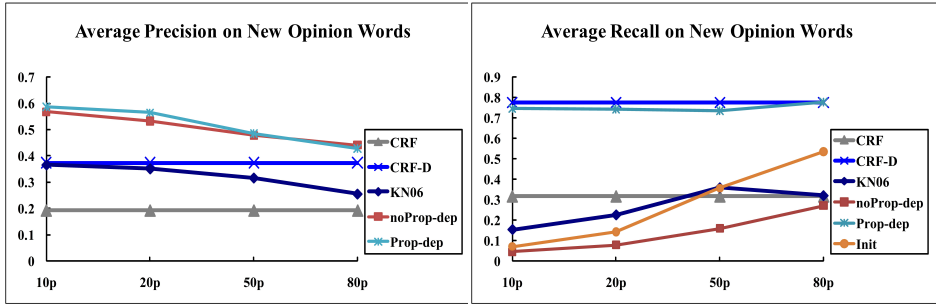 Average Precision on New Opinion Words
0.7
0.6
0.5
0.4
0.3
0.2
0.1
0
10p 20p 50p 80p
CRF
CRF-D
KN06
noProp-dep
Prop-dep
Average Recall on New Opinion Words
0.9
0.8
0.7
0.6
0.5
0.4
0.3
0.2
0.1
0
10p 20p 50p 80p
CRF
CRF-D
KN06
noProp-dep
Prop-dep
Init